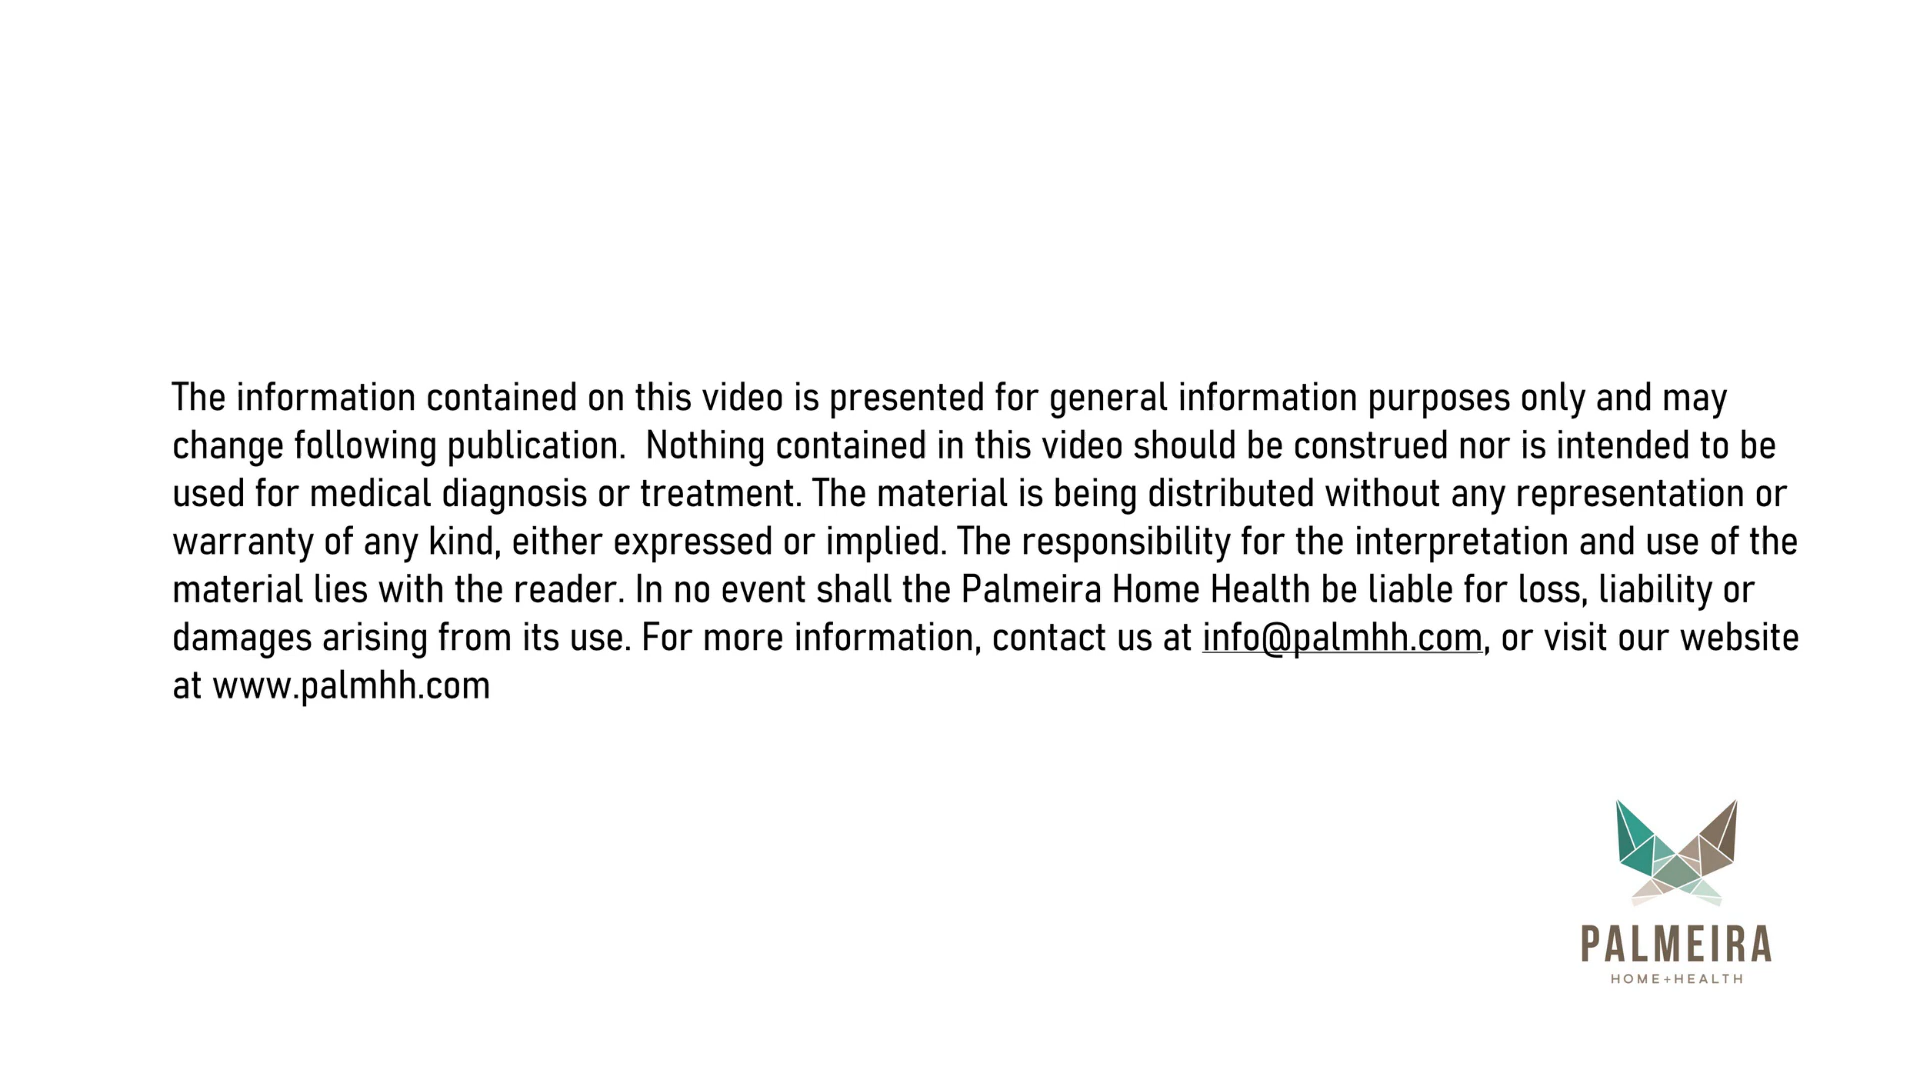 The information contained on this video is presented for general information purposes only and may
change following publication.  Nothing contained in this video should be construed nor is intended to be
used for medical diagnosis or treatment. The material is being distributed without any representation or
warranty of any kind, either expressed or implied. The responsibility for the interpretation and use of the
material lies with the reader. In no event shall the Palmeira Home Health be liable for loss, liability or
damages arising from its use. For more information, contact us at info@palmhh.com, or visit our website
at www.palmhh.com
PALMEIRA
HOME+HEALTH